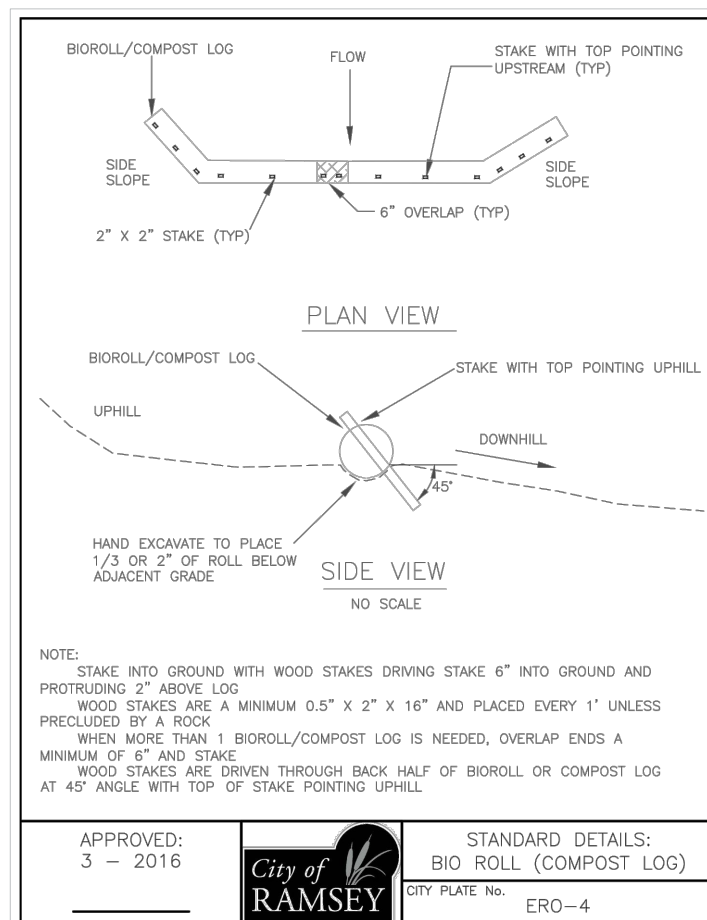 BIOROLL/COMPOST LOG
FLOW
STAKE WITH TOP POINTING
UPSTREAM (TYP)
SIDE
SLOPE
SIDE
SLOPE
6" OVERLAP (TYP)
2" X 2" STAKE (TYP)
PLAN VIEW
BIOROLL/COMPOST LOG
STAKE WITH TOP POINTING UPHILL
UPHILL
DOWNHILL
45°
HAND EXCAVATE TO PLACE
1/3 OR 2" OF ROLL BELOW
ADJACENT GRADE
SIDE VIEW
NO SCALE
NOTE:
STAKE INTO GROUND WITH WOOD STAKES DRIVING STAKE 6" INTO GROUND AND
PROTRUDING 2" ABOVE LOG
WOOD STAKES ARE A MINIMUM 0.5" X 2" X 16" AND PLACED EVERY 1' UNLESS
PRECLUDED BY A ROCK
WHEN MORE THAN 1 BIOROLL/COMPOST LOG IS NEEDED, OVERLAP ENDS A
MINIMUM OF 6" AND STAKE
WOOD STAKES ARE DRIVEN THROUGH BACK HALF OF BIOROLL OR COMPOST LOG
AT 45° ANGLE WITH TOP OF STAKE POINTING UPHILL
APPROVED:
3 – 2016
City of
RAMSEY
STANDARD DETAILS:
BIO ROLL (COMPOST LOG)
CITY PLATE No.
ERO–4